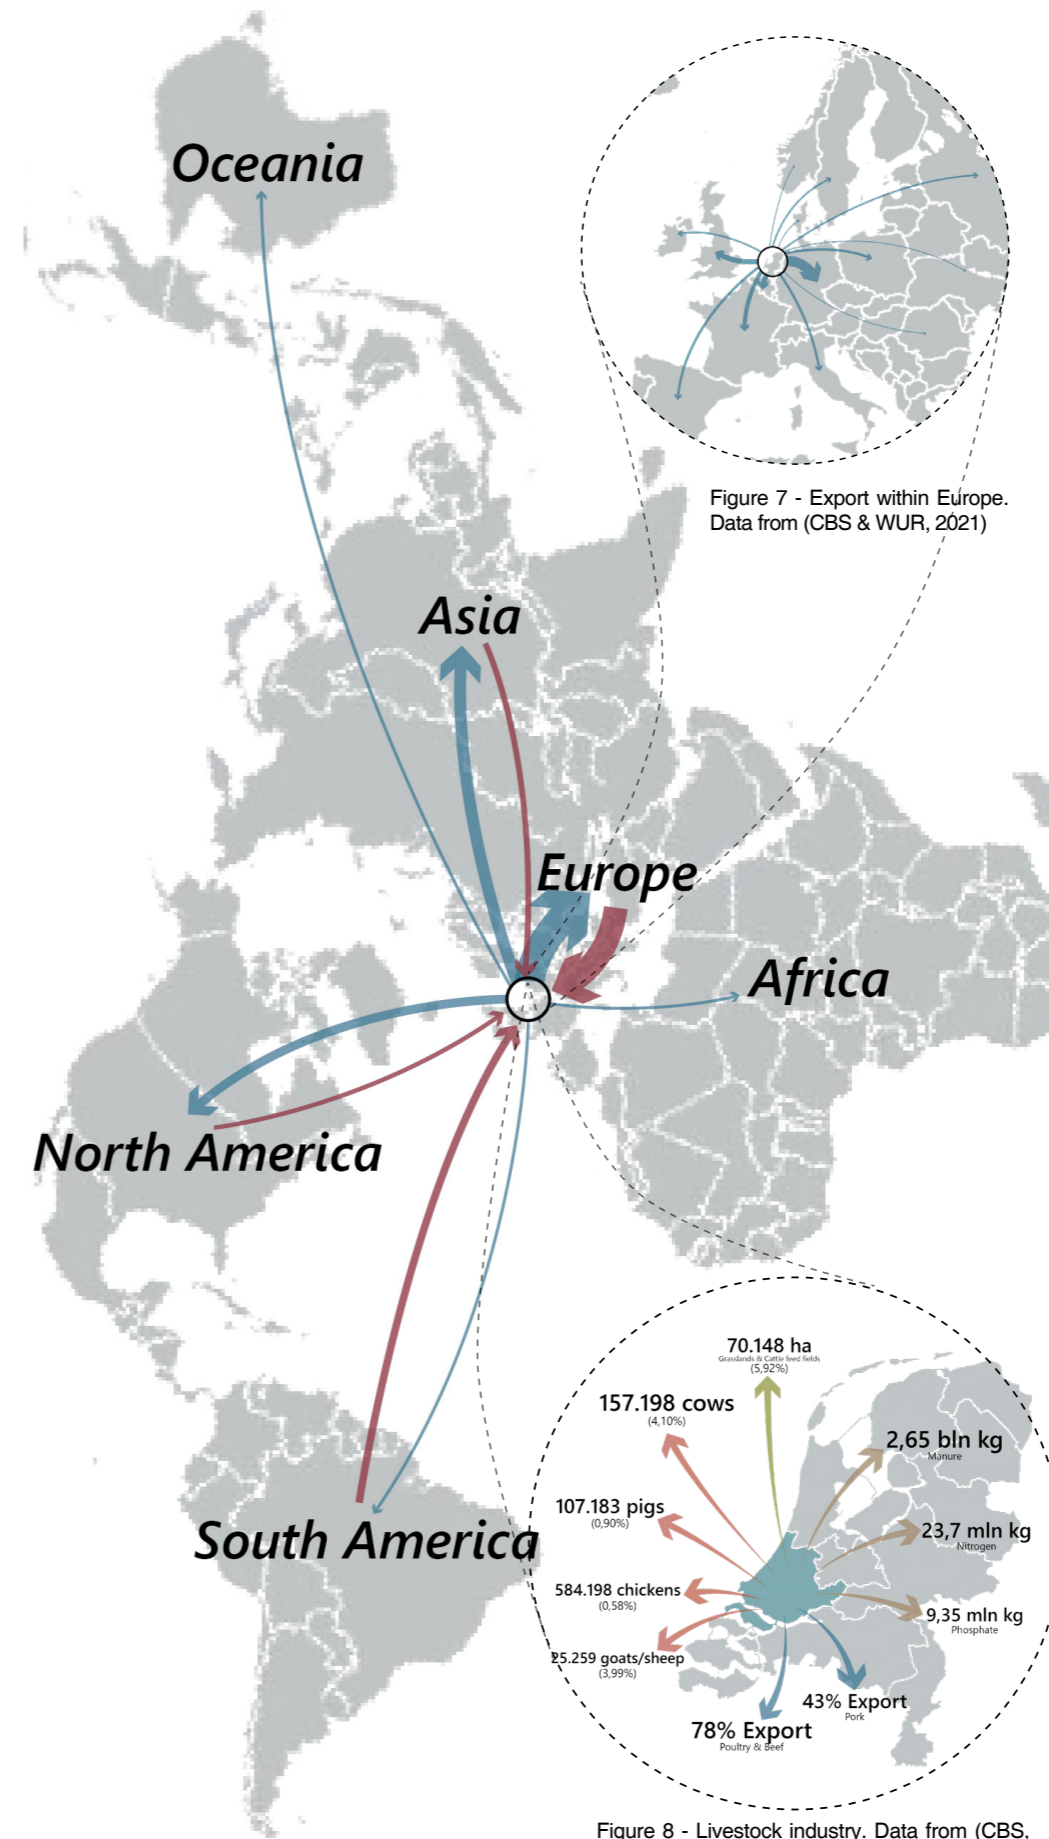 Oceania
Figure 7 - Export within Europe.
Data from (CBS & WUR, 2021)
Asia
Europe
Africa
North America
South America
70.148 ha
Grasslands & Cattle feed fields
(5,92%)
157.198 cows
(4,10%)
2,65 bln kg
Manure
107.183 pigs
(0,90%)
23,7 mln kg
Nitrogen
584.198 chickens
(0,58%)
9,35 mln kg
Phosphate
25.259 goats/sheep
(3,99%)
43% Export
Pork
78% Export
Poultry & Beef
Figure 8 - Livestock industry. Data from (CBS,